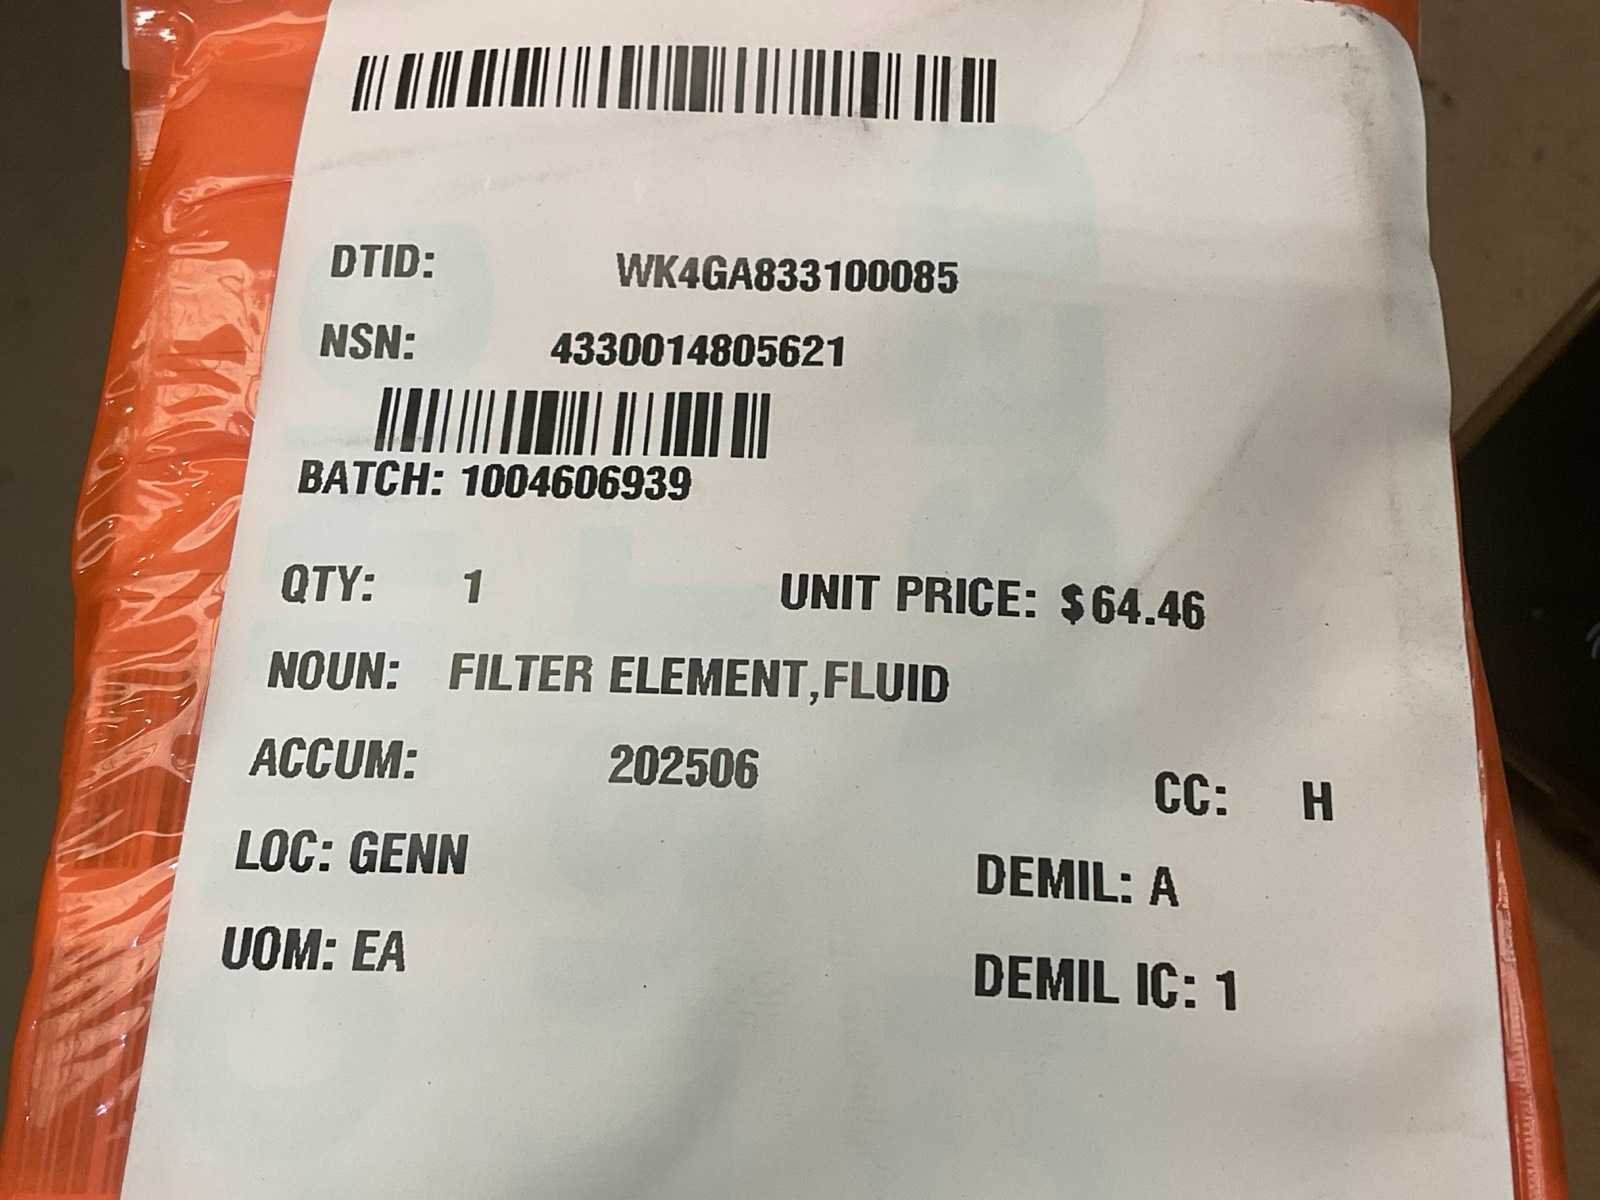 DTID: WK4GA833100085
NSN: 4330014805621
BATCH: 1004606939
QTY: 1 UNIT PRICE: $64.46
NOUN: FILTER ELEMENT,FLUID
ACCUM: 202506
CC: H
LOC: GENN
DEMIL: A
UOM: EA
DEMIL IC: 1